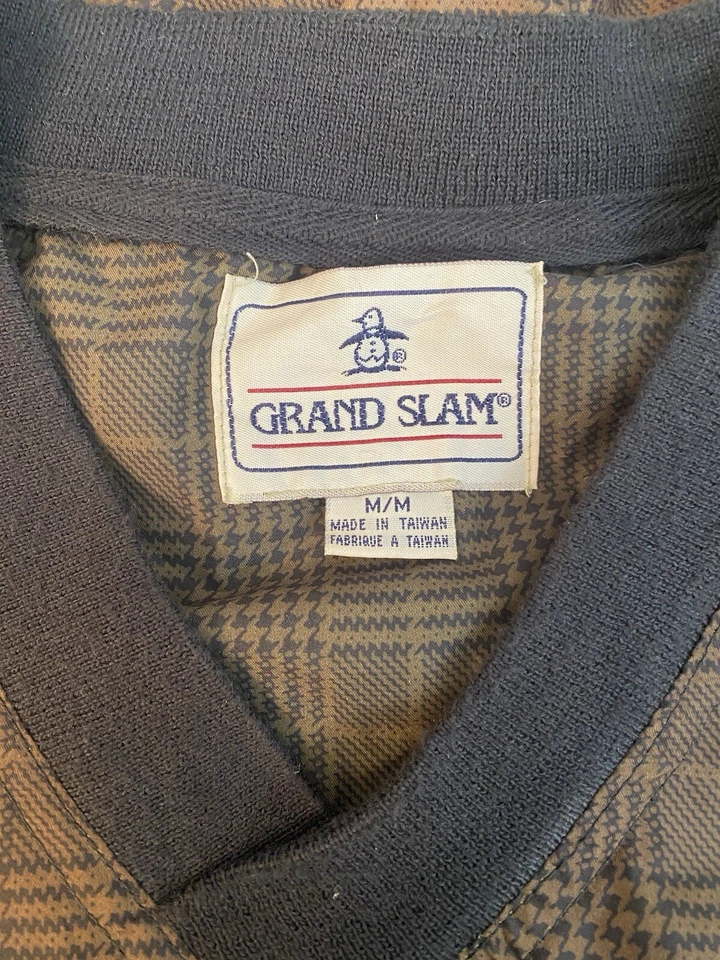 ®
GRAND SLAM®
M/M
MADE IN TAIWAN
FABRIQUE A TAIWAN